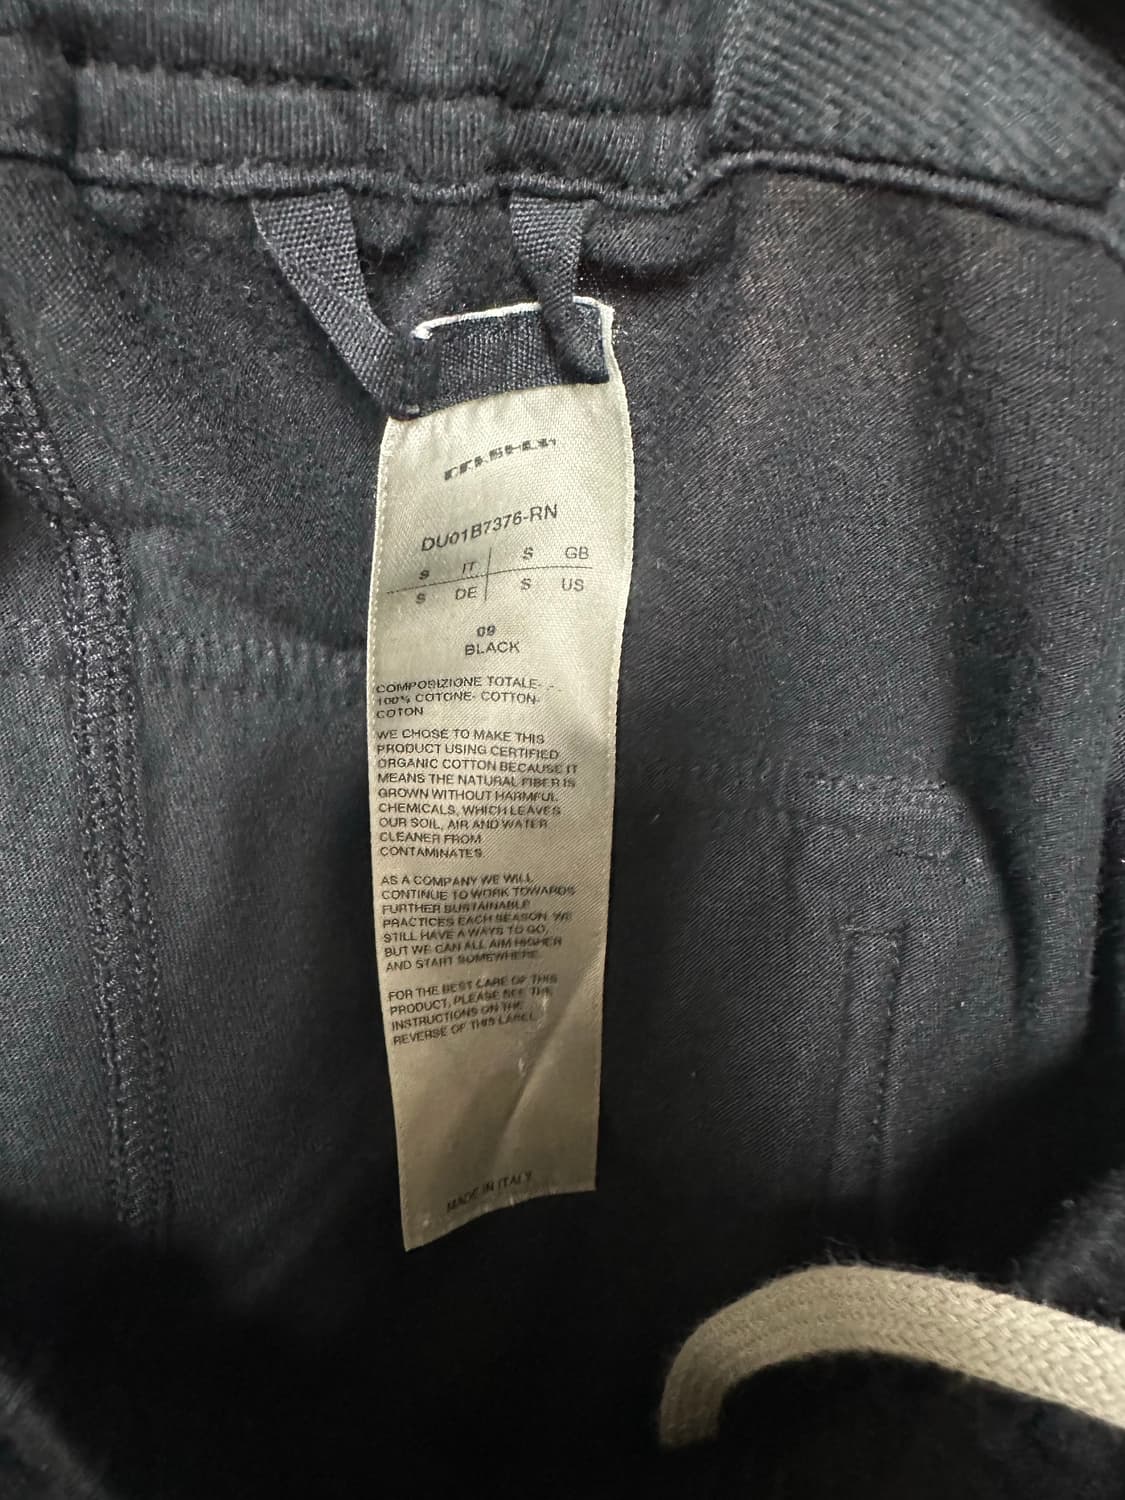 DU01B7376-RN
S IT S GB
S DE S US
09
BLACK
COMPOSIZIONE TOTALE-
100% COTONE- COTTON-
COTON
WE CHOSE TO MAKE THIS
PRODUCT USING CERTIFIED
ORGANIC COTTON BECAUSE IT
MEANS THE NATURAL FIBER IS
GROWN WITHOUT HARMFUL
CHEMICALS, WHICH LEAVES
OUR SOIL, AIR AND WATER
CLEANER FROM
CONTAMINATES.
AS A COMPANY WE WILL
CONTINUE TO WORK TOWARDS
FURTHER SUSTAINABLE
PRACTICES EACH SEASON. WE
STILL HAVE A WAYS TO GO,
BUT WE CAN ALL AIM HIGHER
AND START SOMEWHERE.
FOR THE BEST CARE OF THIS
PRODUCT, PLEASE SEE THE
INSTRUCTIONS ON THE
REVERSE OF THIS LABEL
MADE IN ITALY